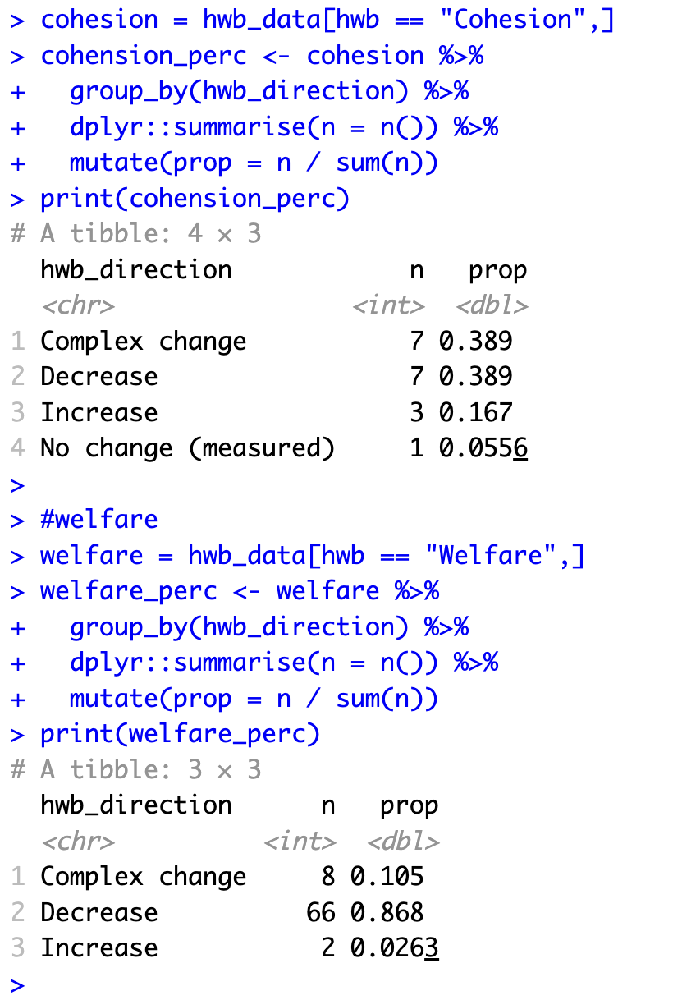 > cohesion = hwb_data[hwb == "Cohesion",]
> cohension_perc <- cohesion %>%
+   group_by(hwb_direction) %>%
+   dplyr::summarise(n = n()) %>%
+   mutate(prop = n / sum(n))
> print(cohension_perc)
# A tibble: 4 × 3
  hwb_direction            n   prop
  <chr>                <int>  <dbl>
1 Complex change           7 0.389
2 Decrease                 7 0.389
3 Increase                 3 0.167
4 No change (measured)     1 0.0556
>
> #welfare
> welfare = hwb_data[hwb == "Welfare",]
> welfare_perc <- welfare %>%
+   group_by(hwb_direction) %>%
+   dplyr::summarise(n = n()) %>%
+   mutate(prop = n / sum(n))
> print(welfare_perc)
# A tibble: 3 × 3
  hwb_direction      n   prop
  <chr>          <int>  <dbl>
1 Complex change     8 0.105
2 Decrease          66 0.868
3 Increase           2 0.0263
>